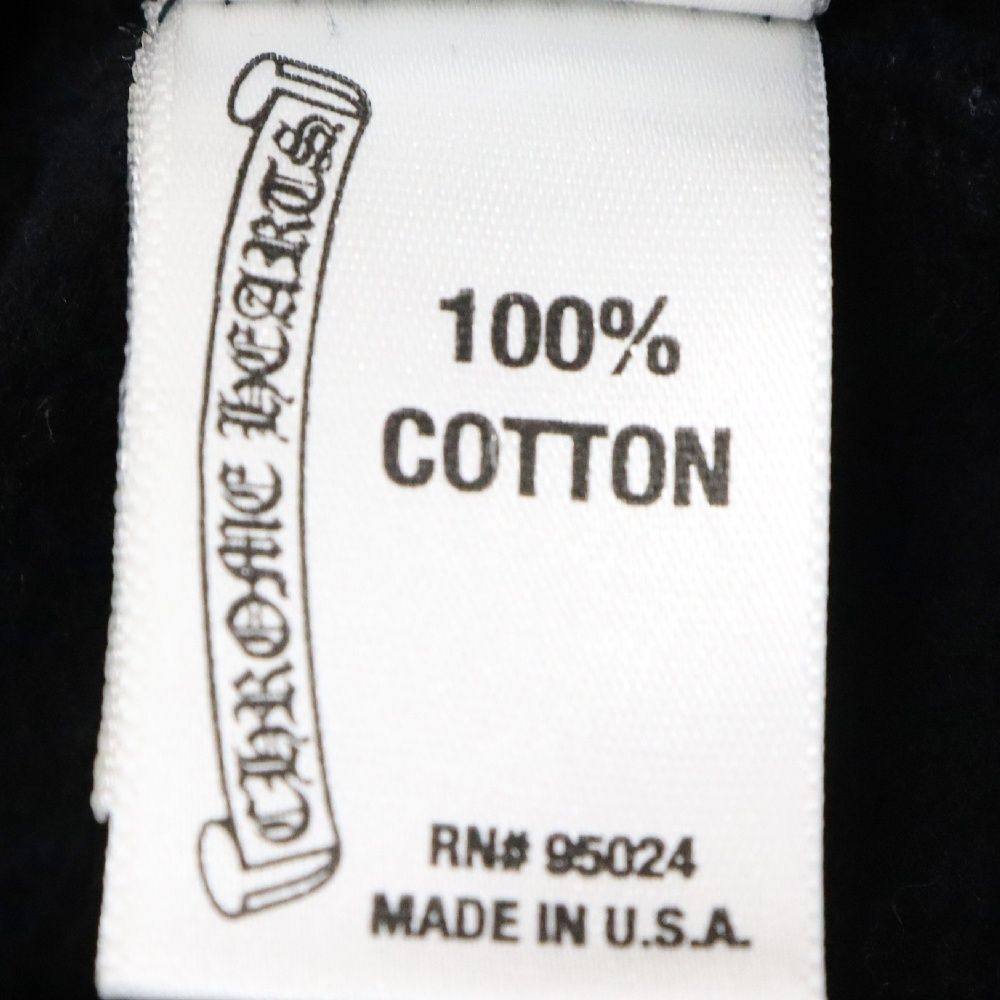 CHROME HEARTS
100%
COTTON
RN# 95024
MADE IN U.S.A.